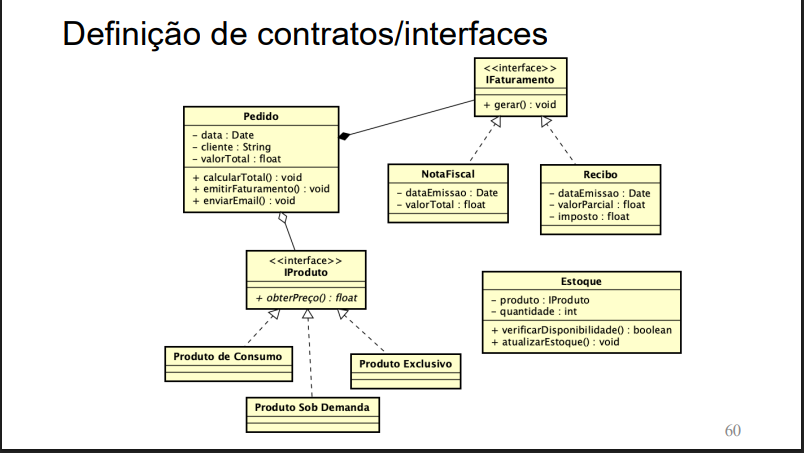 Definição de contratos/interfaces
<<interface>>
IFaturamento
+ gerar() : void
Pedido
– data : Date
– cliente : String
– valorTotal : float
+ calcularTotal() : void
+ emitirFaturamento() : void
+ enviarEmail() : void
NotaFiscal
– dataEmissao : Date
– valorTotal : float
Recibo
– dataEmissao : Date
– valorParcial : float
– imposto : float
<<interface>>
IProduto
+ obterPreço() : float
Estoque
– produto : IProduto
– quantidade : int
+ verificarDisponibilidade() : boolean
+ atualizarEstoque() : void
Produto de Consumo
Produto Exclusivo
Produto Sob Demanda
60